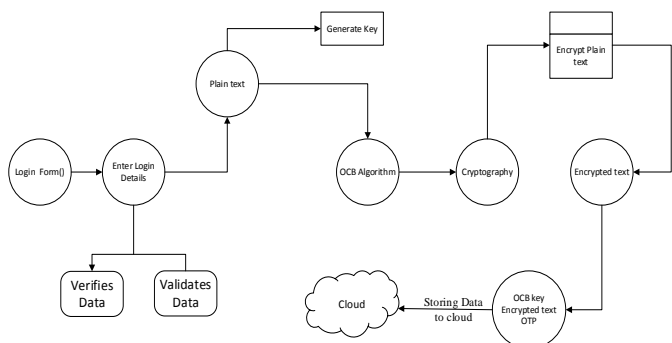 Generate Key
Plain text
Encrypt Plain
text
Login Form()
Enter Login
Details
OCB Algorithm
Cryptography
Encrypted text
Verifies
Data
Validates
Data
Cloud
Storing Data
to cloud
OCB key
Encrypted text
OTP